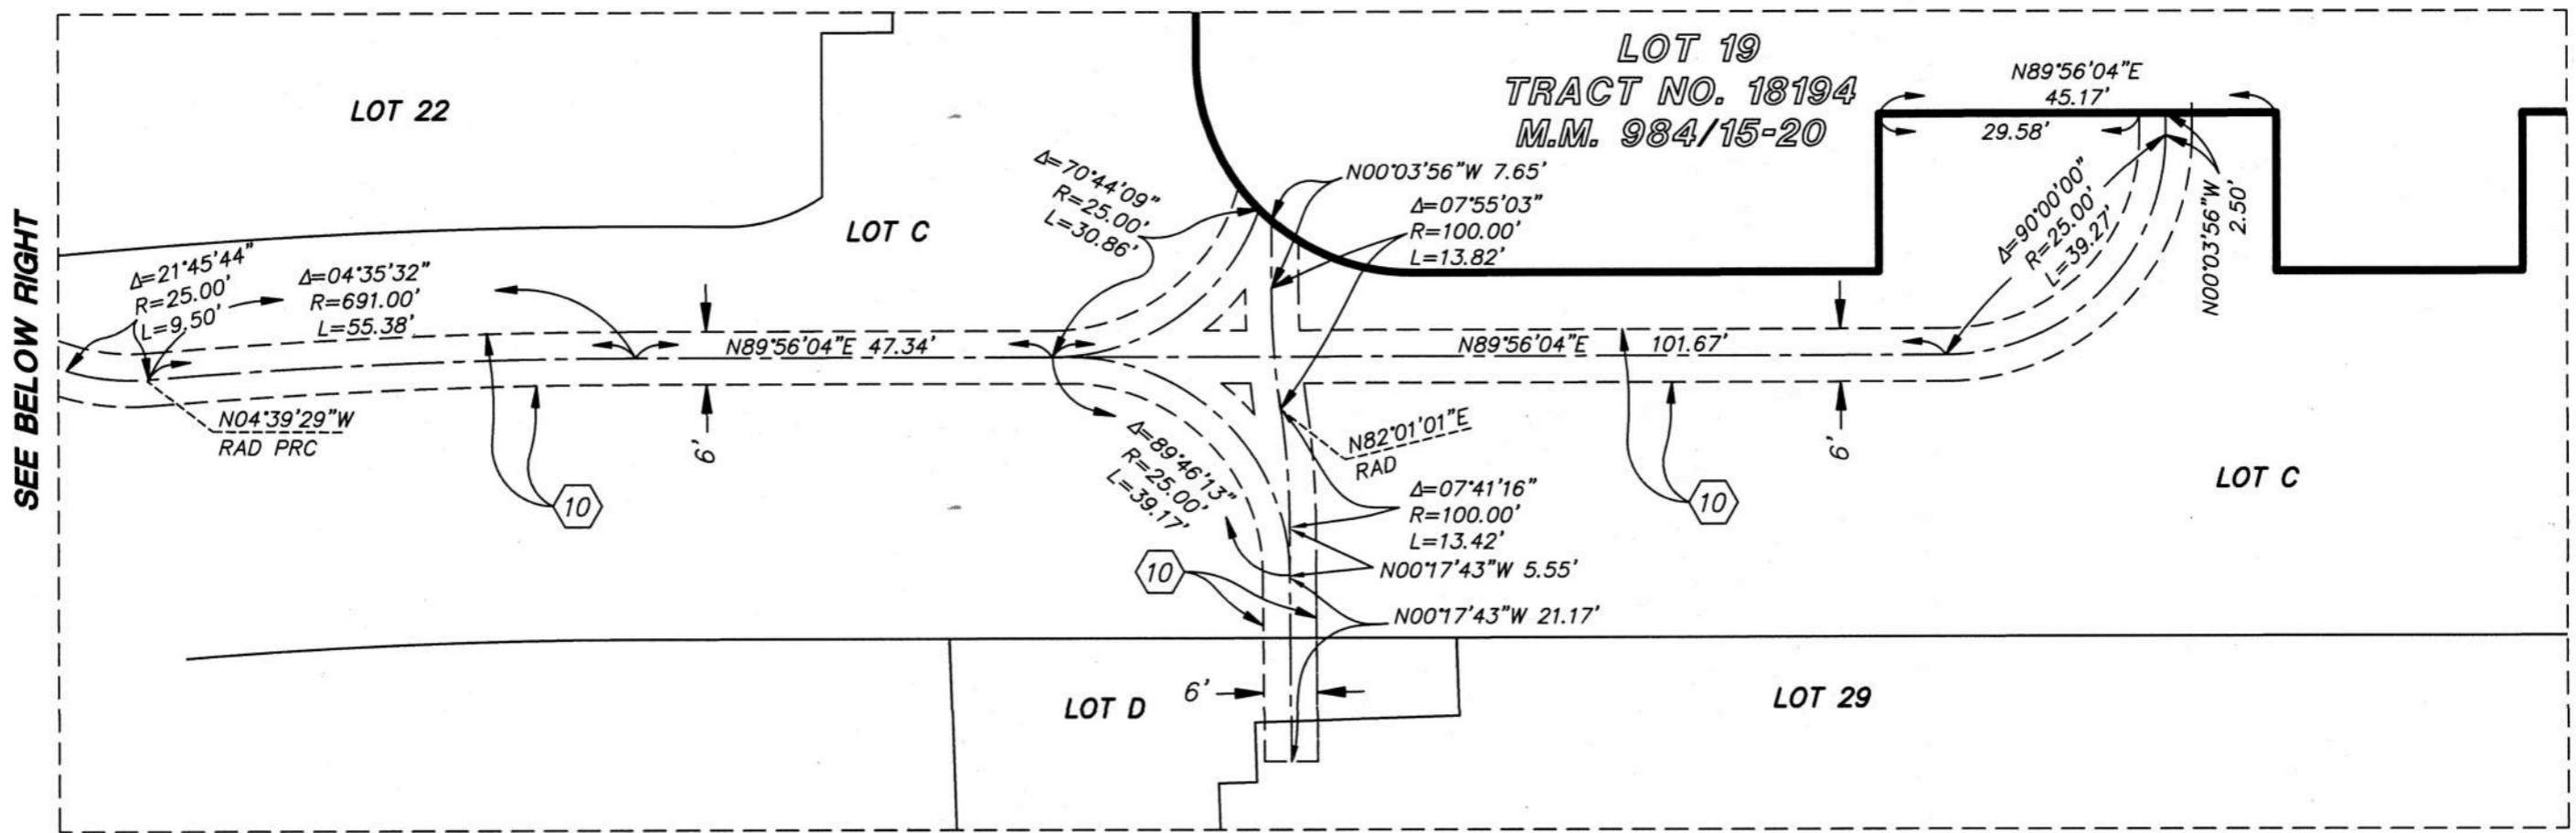 LOT 19
TRACT NO. 18194
M.M. 984/15-20
N89°56'04"E
45.17'
29.58'
LOT 22
LOT C
SEE BELOW RIGHT
Δ=70°44'09"
R=25.00'
L=30.86'
N00°03'56"W 7.65'
Δ=07°55'03"
R=100.00'
L=13.82'
Δ=90°00'00"
R=25.00'
L=39.27'
N00°03'56"W
2.50'
Δ=21°45'44"
R=25.00'
L=9.50'
Δ=04°35'32"
R=691.00'
L=55.38'
N89°56'04"E 47.34'
N89°56'04"E 101.67'
N04°39'29"W
RAD PRC
6'
10
Δ=89°46'13"
R=25.00'
L=39.17'
N82°01'01"E
RAD
6'
10
LOT C
Δ=07°41'16"
R=100.00'
L=13.42'
N00°17'43"W 5.55'
10
N00°17'43"W 21.17'
LOT D
6'
LOT 29